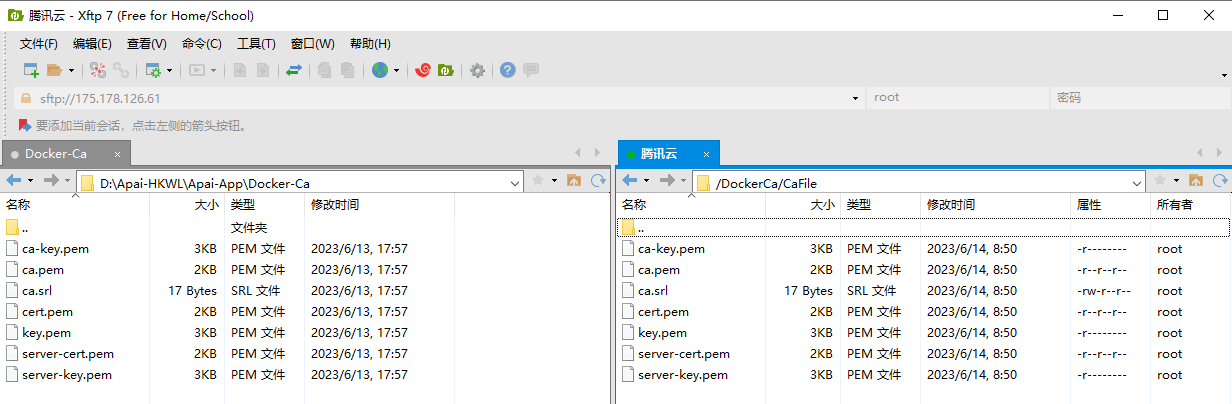 腾讯云 - Xftp 7 (Free for Home/School)
文件(F) 编辑(E) 查看(V) 命令(C) 工具(T) 窗口(W) 帮助(H)
sftp://175.178.126.61 root 密码
要添加当前会话，点击左侧的箭头按钮。
Docker-Ca ×
D:\Apai-HKWL\Apai-App\Docker-Ca
名称 大小 类型 修改时间
.. 文件夹
ca-key.pem 3KB PEM 文件 2023/6/13, 17:57
ca.pem 2KB PEM 文件 2023/6/13, 17:57
ca.srl 17 Bytes SRL 文件 2023/6/13, 17:57
cert.pem 2KB PEM 文件 2023/6/13, 17:57
key.pem 3KB PEM 文件 2023/6/13, 17:57
server-cert.pem 2KB PEM 文件 2023/6/13, 17:57
server-key.pem 3KB PEM 文件 2023/6/13, 17:57
腾讯云 ×
/DockerCa/CaFile
名称 大小 类型 修改时间 属性 所有者
..
ca-key.pem 3KB PEM 文件 2023/6/14, 8:50 -r-------- root
ca.pem 2KB PEM 文件 2023/6/14, 8:50 -r--r--r-- root
ca.srl 17 Bytes SRL 文件 2023/6/14, 8:50 -rw-r--r-- root
cert.pem 2KB PEM 文件 2023/6/14, 8:50 -r--r--r-- root
key.pem 3KB PEM 文件 2023/6/14, 8:50 -r-------- root
server-cert.pem 2KB PEM 文件 2023/6/14, 8:50 -r--r--r-- root
server-key.pem 3KB PEM 文件 2023/6/14, 8:50 -r-------- root